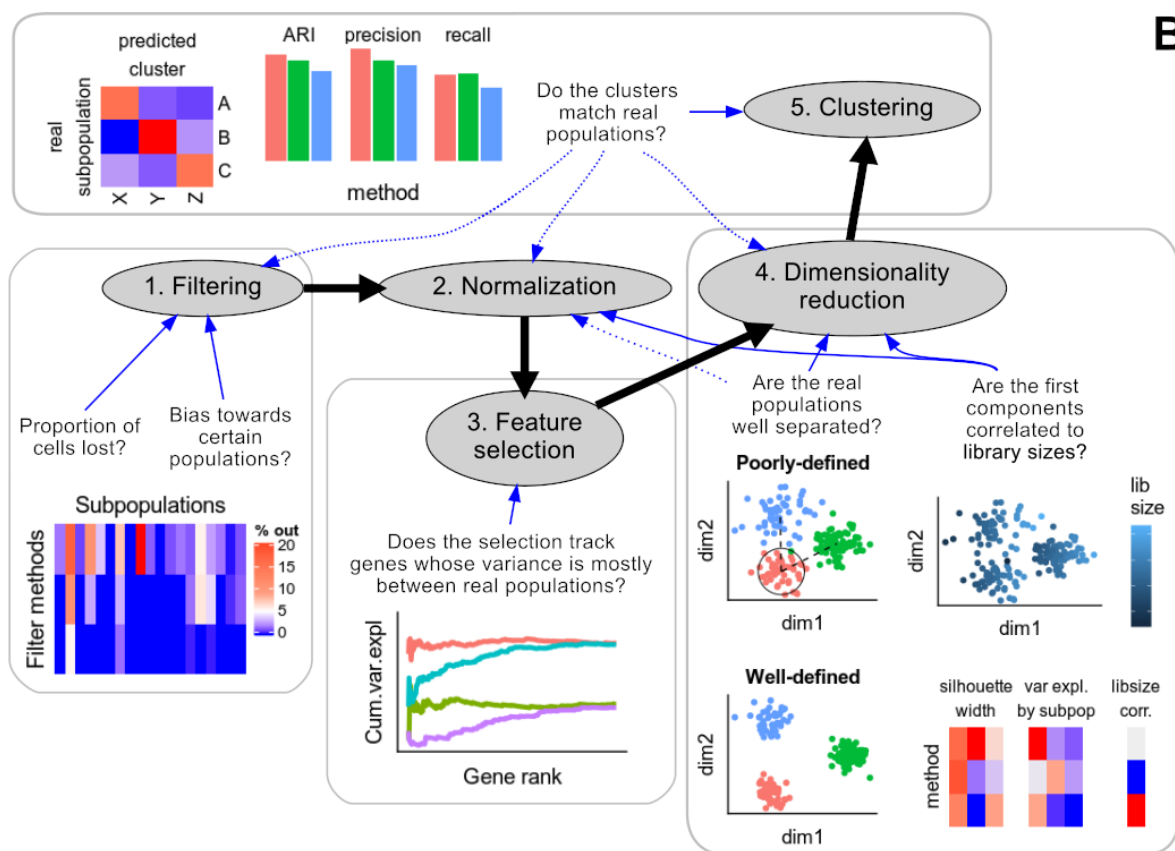 B
predicted
cluster
real
subpopulation
A
B
C
X
Y
Z
ARI
precision
recall
method
Do the clusters
match real
populations?
5. Clustering
1. Filtering
2. Normalization
4. Dimensionality
reduction
Proportion of
cells lost?
Bias towards
certain
populations?
3. Feature
selection
Are the real
populations
well separated?
Are the first
components
correlated to
library sizes?
Subpopulations
Filter methods
% out
20
15
10
5
0
Does the selection track
genes whose variance is mostly
between real populations?
Cum.var.expl
Gene rank
Poorly-defined
dim2
dim1
dim2
dim1
lib
size
Well-defined
dim2
dim1
silhouette
width
var expl.
by subpop
libsize
corr.
method